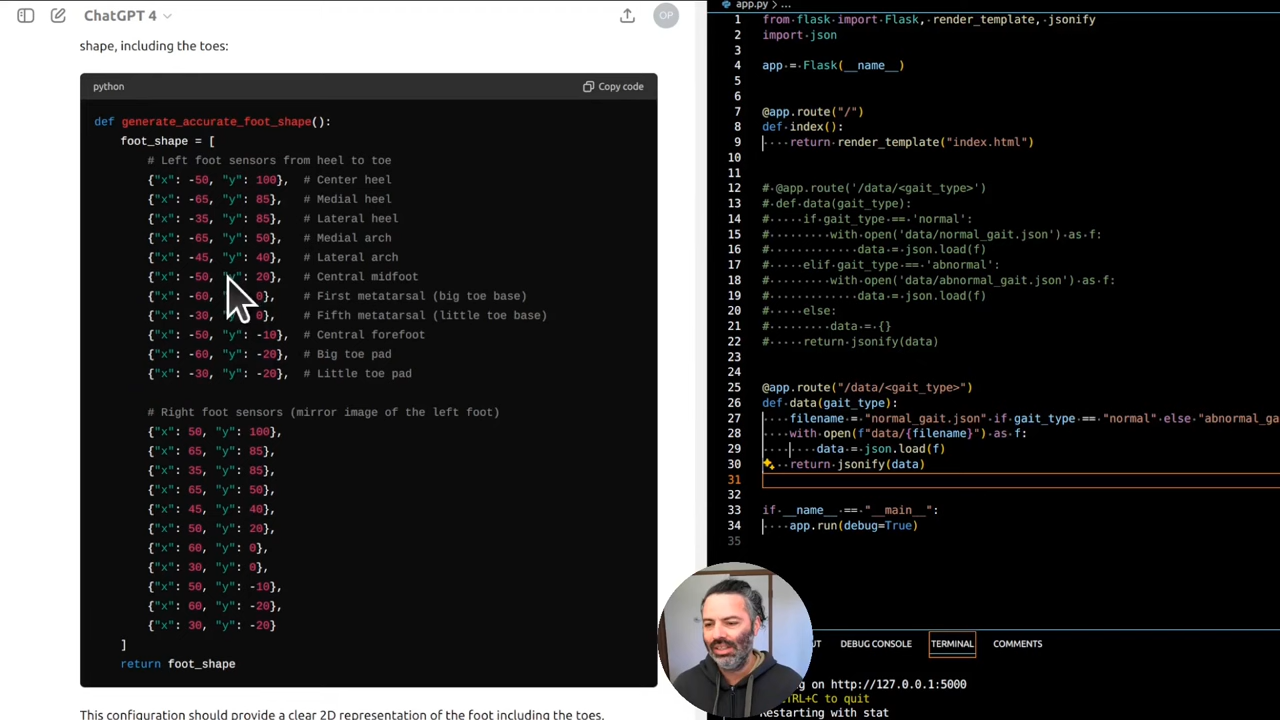 ChatGPT 4
OP
shape, including the toes:
python
Copy code
def generate_accurate_foot_shape():
foot_shape = [
# Left foot sensors from heel to toe
{"x": -50, "y": 100}, # Center heel
{"x": -65, "y": 85}, # Medial heel
{"x": -35, "y": 85}, # Lateral heel
{"x": -65, "y": 50}, # Medial arch
{"x": -45, "y": 40}, # Lateral arch
{"x": -50, "y": 20}, # Central midfoot
{"x": -60, 0}, # First metatarsal (big toe base)
{"x": -30, "y": 0}, # Fifth metatarsal (little toe base)
{"x": -50, "y": -10}, # Central forefoot
{"x": -60, "y": -20}, # Big toe pad
{"x": -30, "y": -20}, # Little toe pad
# Right foot sensors (mirror image of the left foot)
{"x": 50, "y": 100},
{"x": 65, "y": 85},
{"x": 35, "y": 85},
{"x": 65, "y": 50},
{"x": 45, "y": 40},
{"x": 50, "y": 20},
{"x": 60, "y": 0},
{"x": 30, "y": 0},
{"x": 50, "y": -10},
{"x": 60, "y": -20},
{"x": 30, "y": -20}
]
return foot_shape
This configuration should provide a clear 2D representation of the foot including the toes.
app.py > ...
1 from flask import Flask, render_template, jsonify
2 import json
3
4 app = Flask(__name__)
5
6
7 @app.route("/")
8 def index():
9 return render_template("index.html")
10
11
12 # @app.route('/data/<gait_type>')
13 # def data(gait_type):
14 # if gait_type == 'normal':
15 # with open('data/normal_gait.json') as f:
16 # data = json.load(f)
17 # elif gait_type == 'abnormal':
18 # with open('data/abnormal_gait.json') as f:
19 # data = json.load(f)
20 # else:
21 # data = {}
22 # return jsonify(data)
23
24
25 @app.route("/data/<gait_type>")
26 def data(gait_type):
27 filename = "normal_gait.json" if gait_type == "normal" else "abnormal_ga
28 with open(f"data/{filename}") as f:
29 data = json.load(f)
30 return jsonify(data)
31
32
33 if __name__ == "__main__":
34 app.run(debug=True)
35
UT DEBUG CONSOLE TERMINAL COMMENTS
ng on http://127.0.0.1:5000
CTRL+C to quit
Restarting with stat